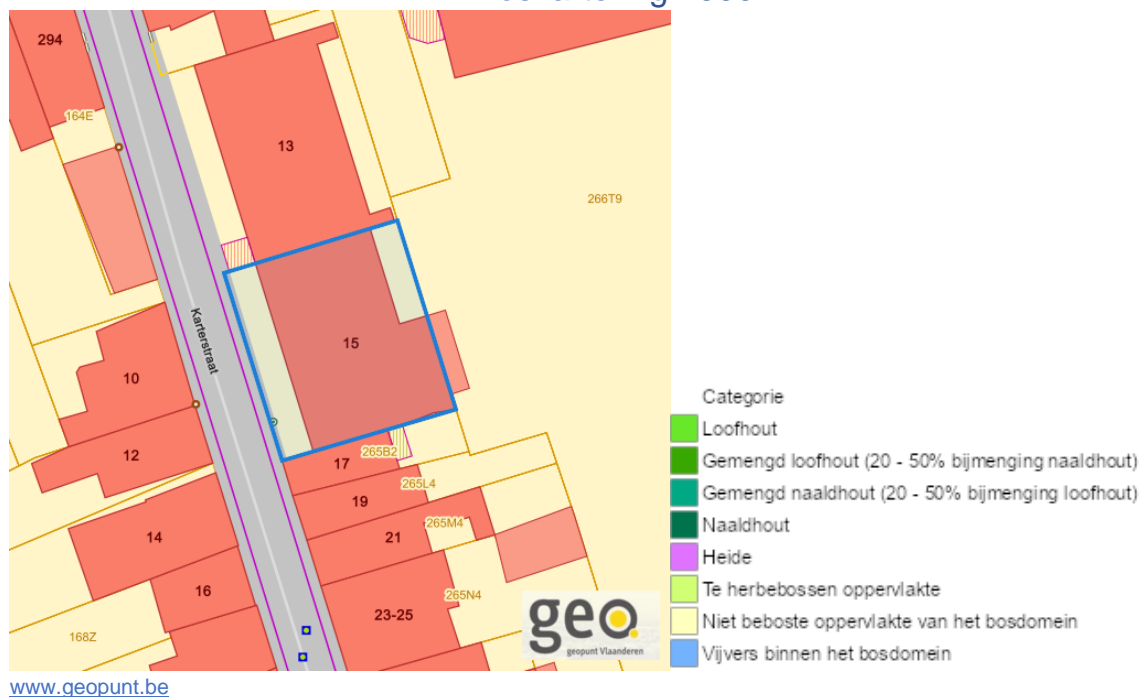 294
164E
13
266T9
Karterstraat
15
10
12
17
265B2
265L4
19
14
265M4
21
16
265N4
23-25
168Z
geo
geopunt Vlaanderen
Categorie
Loofhout
Gemengd loofhout (20 - 50% bijmenging naaldhout)
Gemengd naaldhout (20 - 50% bijmenging loofhout)
Naaldhout
Heide
Te herbebossen oppervlakte
Niet beboste oppervlakte van het bosdomein
Vijvers binnen het bosdomein
www.geopunt.be